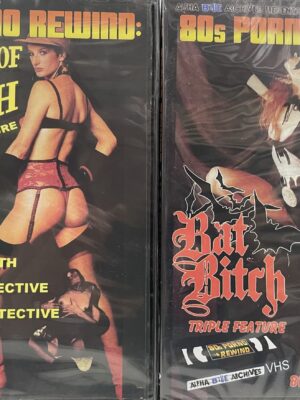 NO REWIND:
OF
H
RE
TH
ECTIVE
TECTIVE
ALPHA BLUE ARCHIVES
80s PORNO
Bat
Bitch
TRIPLE FEATURE
80s PORNO
REWIND
ALPHA BLUE ARCHIVES
VHS